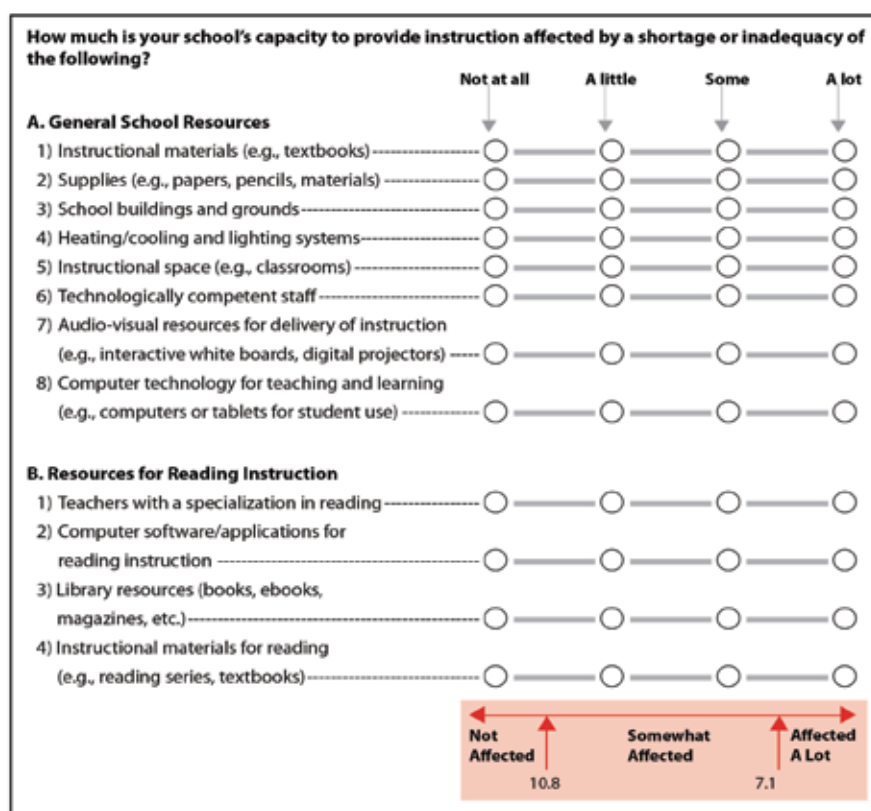 How much is your school's capacity to provide instruction affected by a shortage or inadequacy of
the following?
Not at all A little Some A lot
A. General School Resources
1) Instructional materials (e.g., textbooks)
2) Supplies (e.g., papers, pencils, materials)
3) School buildings and grounds
4) Heating/cooling and lighting systems
5) Instructional space (e.g., classrooms)
6) Technologically competent staff
7) Audio-visual resources for delivery of instruction
(e.g., interactive white boards, digital projectors)
8) Computer technology for teaching and learning
(e.g., computers or tablets for student use)
B. Resources for Reading Instruction
1) Teachers with a specialization in reading
2) Computer software/applications for
reading instruction
3) Library resources (books, ebooks,
magazines, etc.)
4) Instructional materials for reading
(e.g., reading series, textbooks)
Not Somewhat Affected
Affected Affected A Lot
10.8 7.1